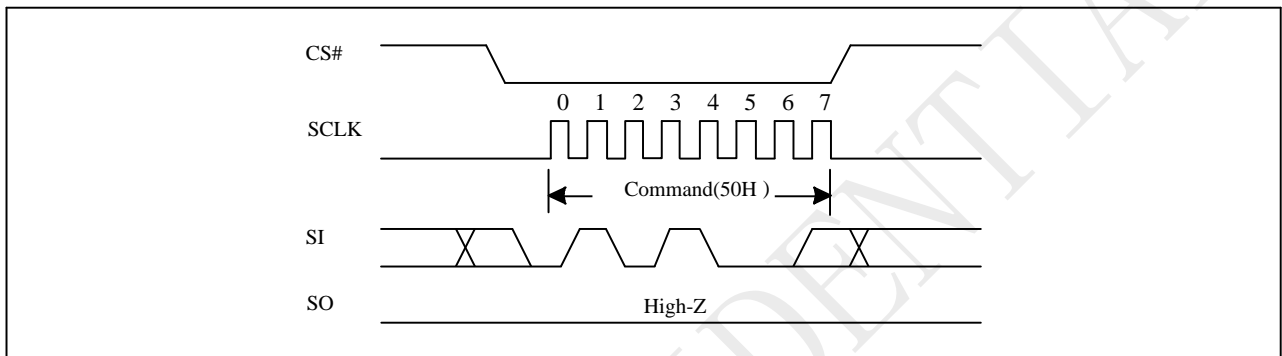 CS#
0 1 2 3 4 5 6 7
SCLK
Command(50H )
SI
SO
High-Z